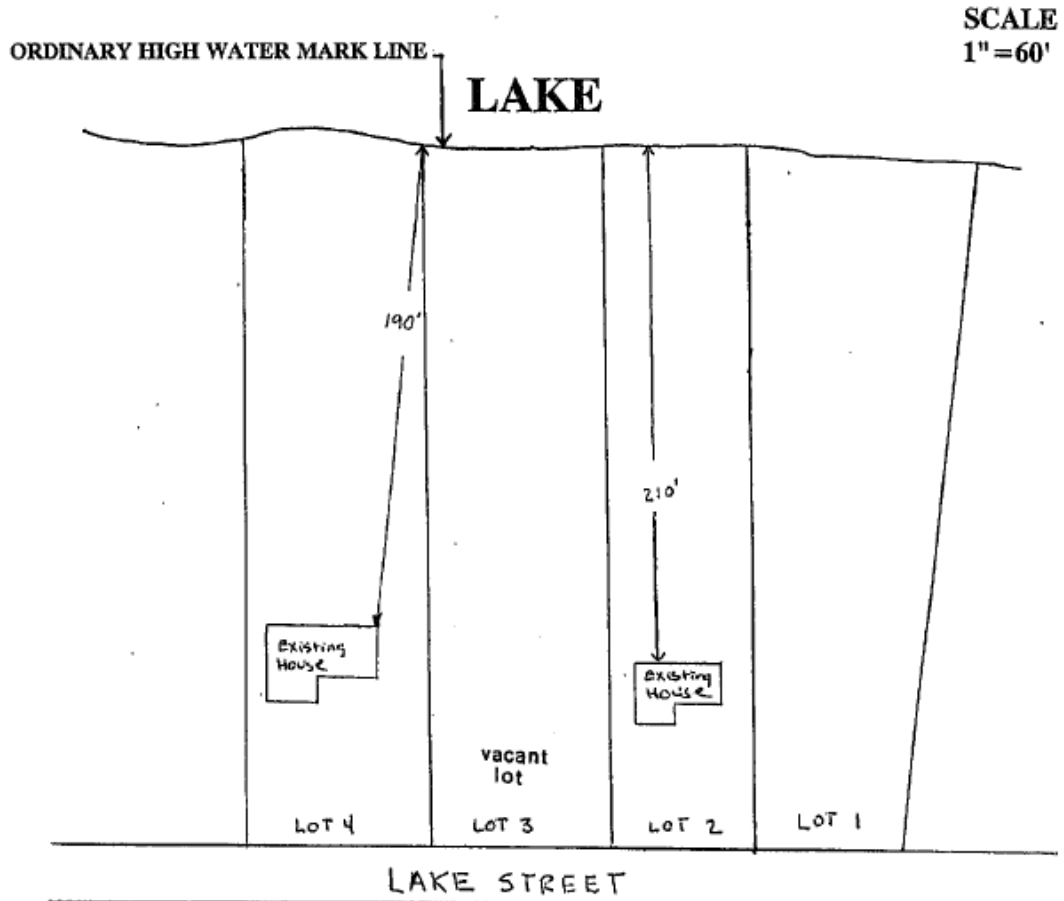 SCALE
1"=60'
ORDINARY HIGH WATER MARK LINE
LAKE
190'
210'
Existing
House
Existing
House
vacant
lot
LOT 4
LOT 3
LOT 2
LOT 1
LAKE STREET